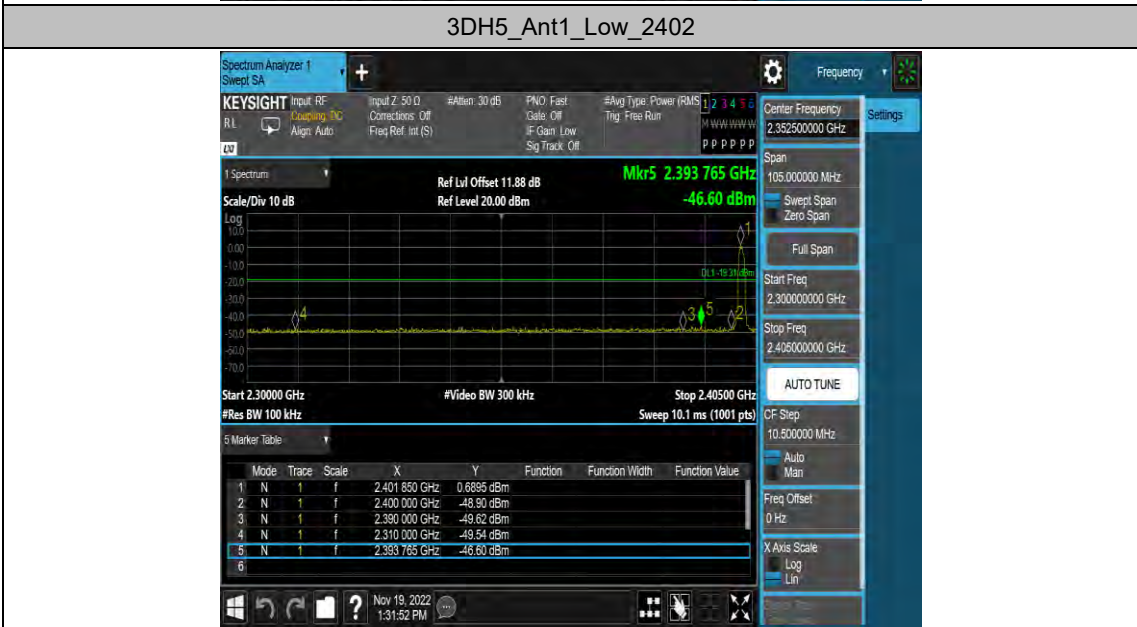 3DH5_Ant1_Low_2402
Spectrum Analyzer 1
Swept SA
+
Frequency
KEYSIGHT Input: RF Input Z: 50 Ω #Atten: 30 dB PNO: Fast #Avg Type: Power (RMS 1 2 3 4 5 6
RL Coupling: DC Corrections: Off Gate: Off Trig: Free Run M W W W W W
Align: Auto Freq Ref: Int (S) IF Gain: Low
Sig Track: Off P P P P P P
LXI
Center Frequency
2.352500000 GHz
Settings
Span
105.000000 MHz
Swept Span
Zero Span
Full Span
Start Freq
2.300000000 GHz
Stop Freq
2.405000000 GHz
AUTO TUNE
CF Step
10.500000 MHz
Auto
Man
Freq Offset
0 Hz
X Axis Scale
Log
Lin
1 Spectrum
Ref Lvl Offset 11.88 dB
Mkr5 2.393 765 GHz
Scale/Div 10 dB
Ref Level 20.00 dBm
-46.60 dBm
Log
10.0
0.00
-10.0
-20.0
-30.0
-40.0
-50.0
-60.0
-70.0
1
DL1 -19.31 dBm
4
3
5
2
Start 2.30000 GHz #Video BW 300 kHz Stop 2.40500 GHz
#Res BW 100 kHz Sweep 10.1 ms (1001 pts)
5 Marker Table
Mode Trace Scale X Y Function Function Width Function Value
1 N 1 f 2.401 850 GHz 0.6895 dBm
2 N 1 f 2.400 000 GHz -48.90 dBm
3 N 1 f 2.390 000 GHz -49.62 dBm
4 N 1 f 2.310 000 GHz -49.54 dBm
5 N 1 f 2.393 765 GHz -46.60 dBm
6
?
Nov 19, 2022
1:31:52 PM